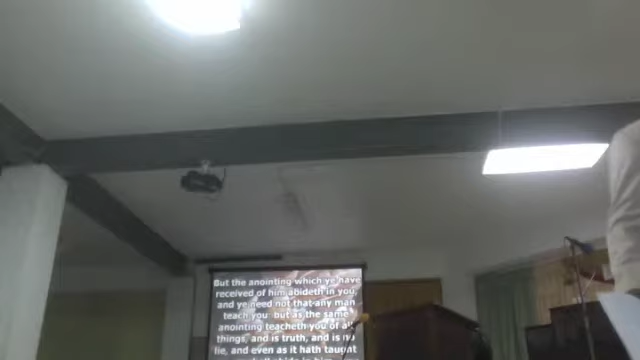 But the anointing which ye have
received of him abideth in you,
and ye need not that any man
teach you: but as the same
anointing teacheth you of all
things, and is truth, and is no
lie, and even as it hath taught